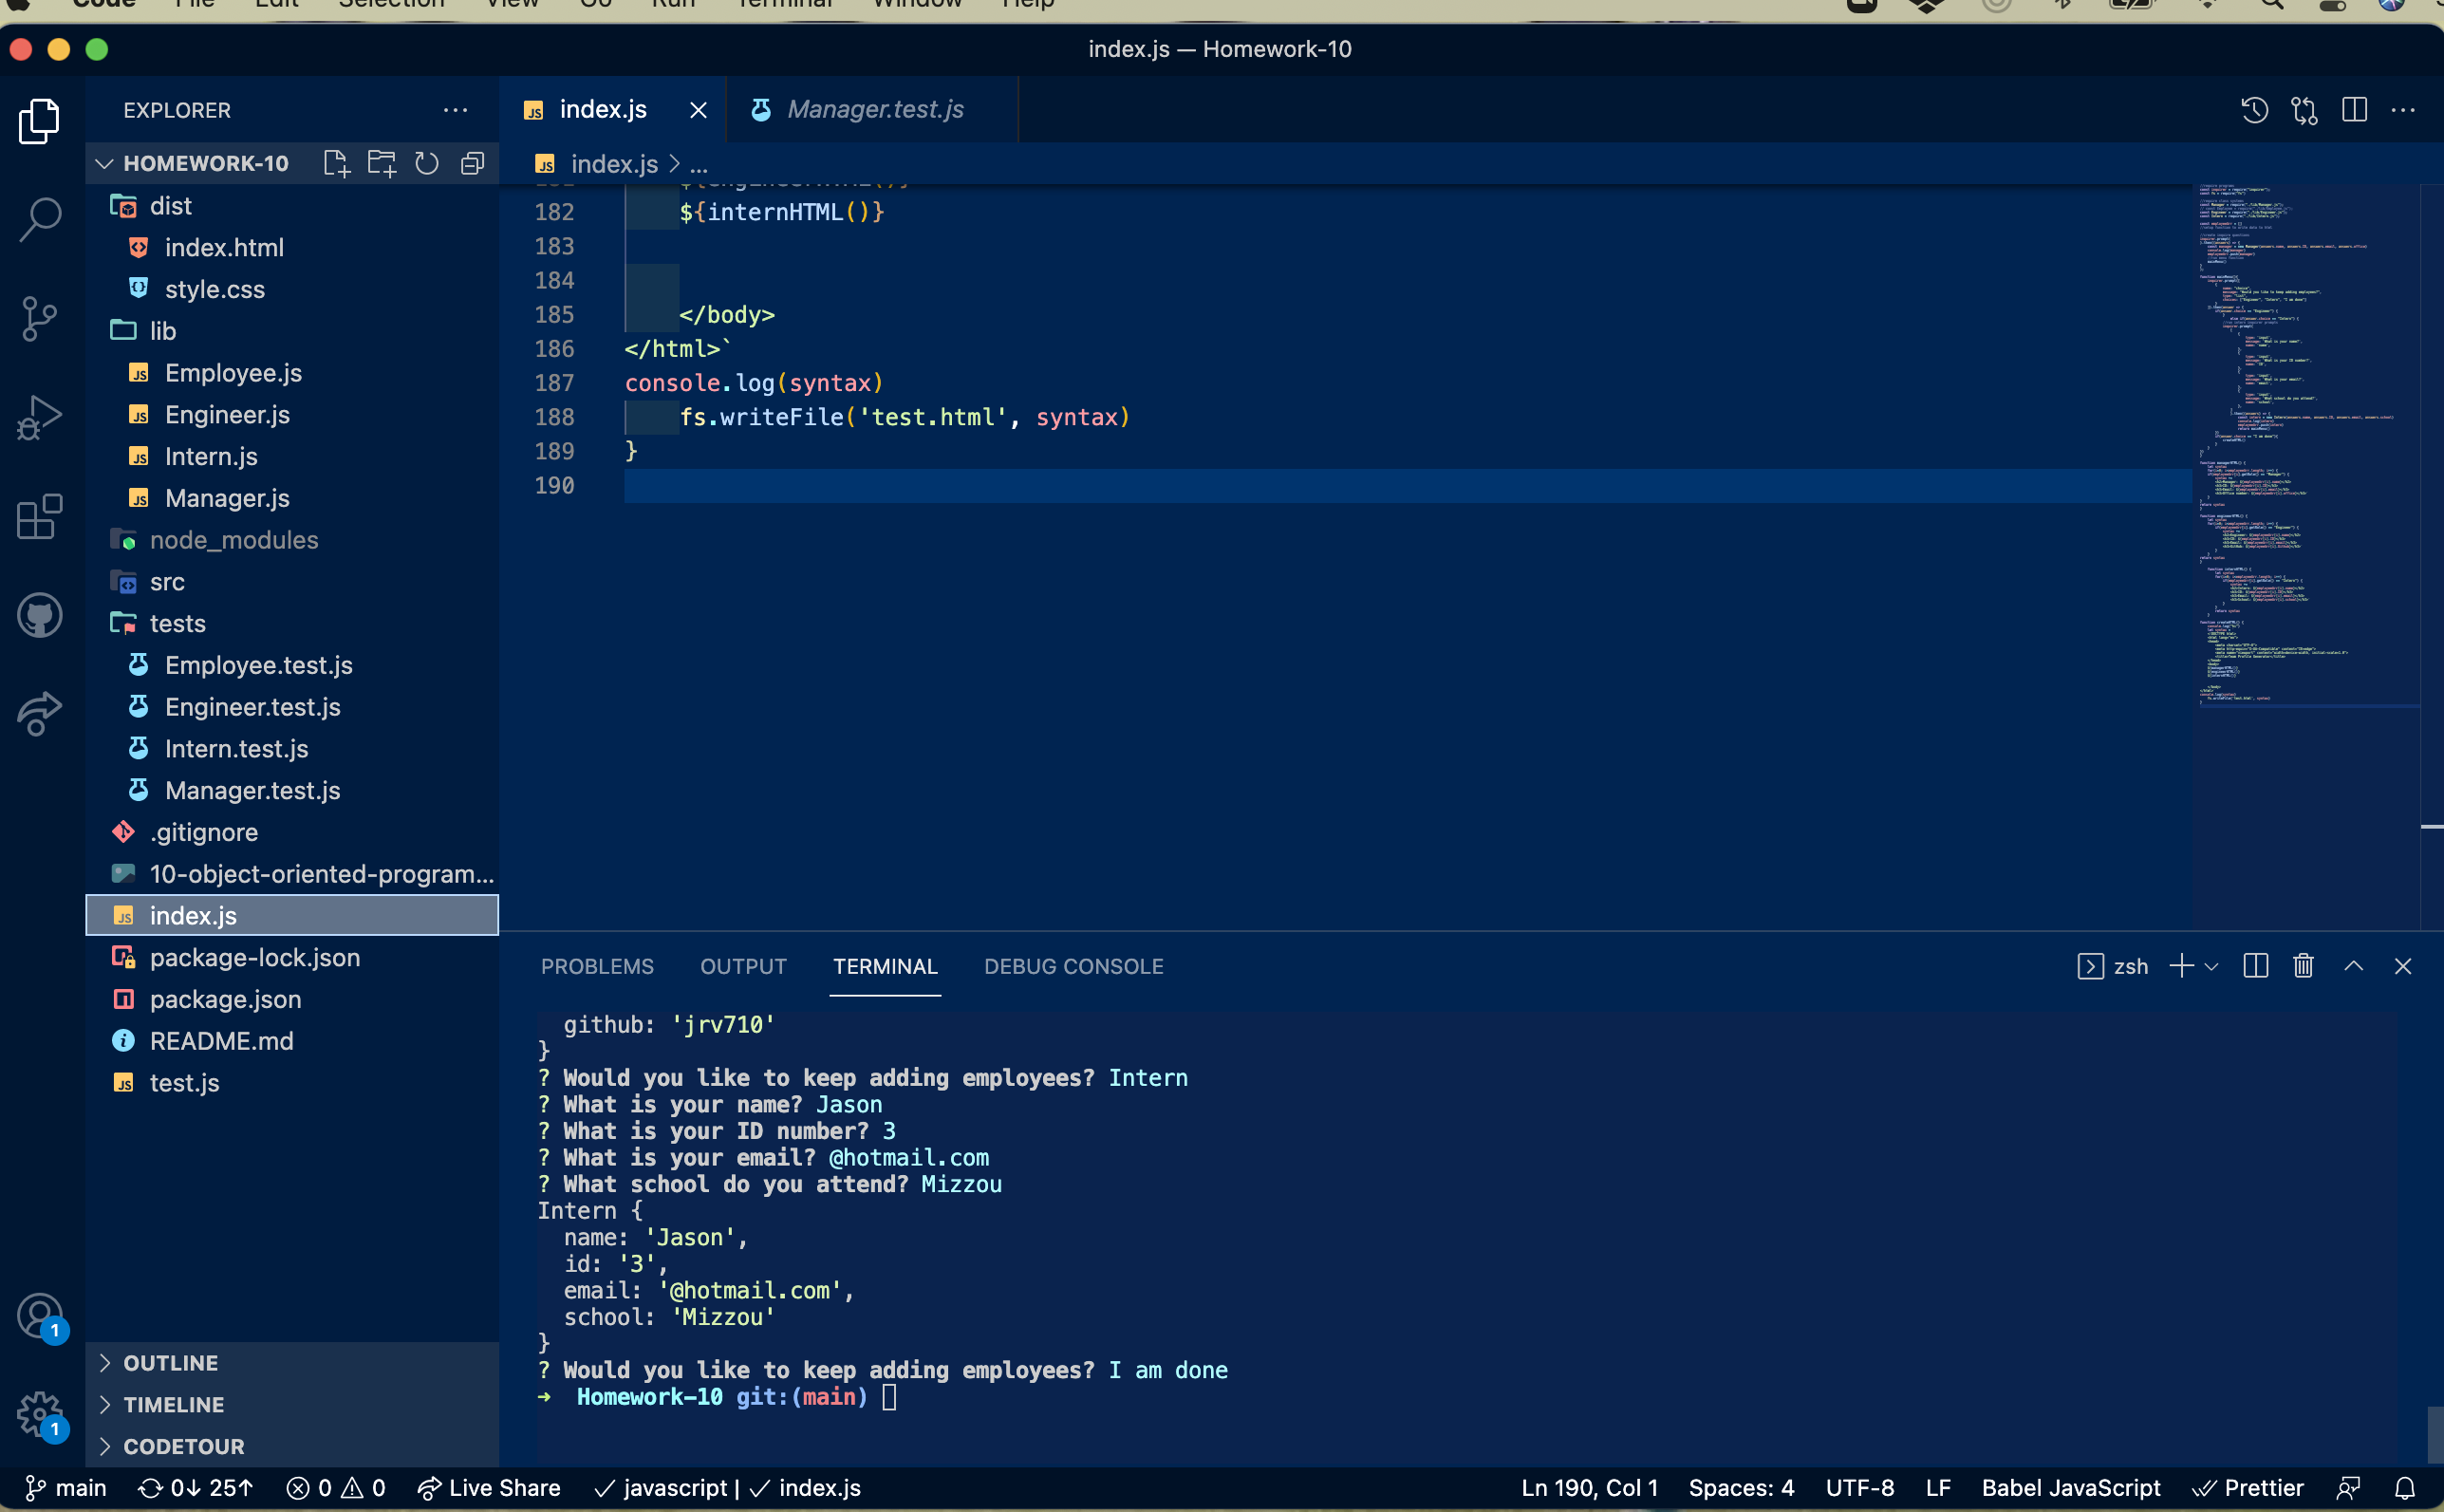 Code File Edit Selection View Go Run Terminal Window Help
index.js — Homework-10
EXPLORER
HOMEWORK-10
dist
index.html
style.css
lib
Employee.js
Engineer.js
Intern.js
Manager.js
node_modules
src
tests
Employee.test.js
Engineer.test.js
Intern.test.js
Manager.test.js
.gitignore
10-object-oriented-program...
index.js
package-lock.json
package.json
README.md
test.js
OUTLINE
TIMELINE
CODETOUR
index.js
Manager.test.js
index.js > ...
182 ${internHTML()}
183
184
185 </body>
186 </html>`
187 console.log(syntax)
188 fs.writeFile('test.html', syntax)
189 }
190
PROBLEMS OUTPUT TERMINAL DEBUG CONSOLE
zsh
github: 'jrv710'
}
? Would you like to keep adding employees? Intern
? What is your name? Jason
? What is your ID number? 3
? What is your email? @hotmail.com
? What school do you attend? Mizzou
Intern {
name: 'Jason',
id: '3',
email: '@hotmail.com',
school: 'Mizzou'
}
? Would you like to keep adding employees? I am done
→ Homework-10 git:(main)
1
1
main 0↓ 25↑ 0 0 Live Share ✓ javascript | ✓ index.js
Ln 190, Col 1 Spaces: 4 UTF-8 LF Babel JavaScript Prettier